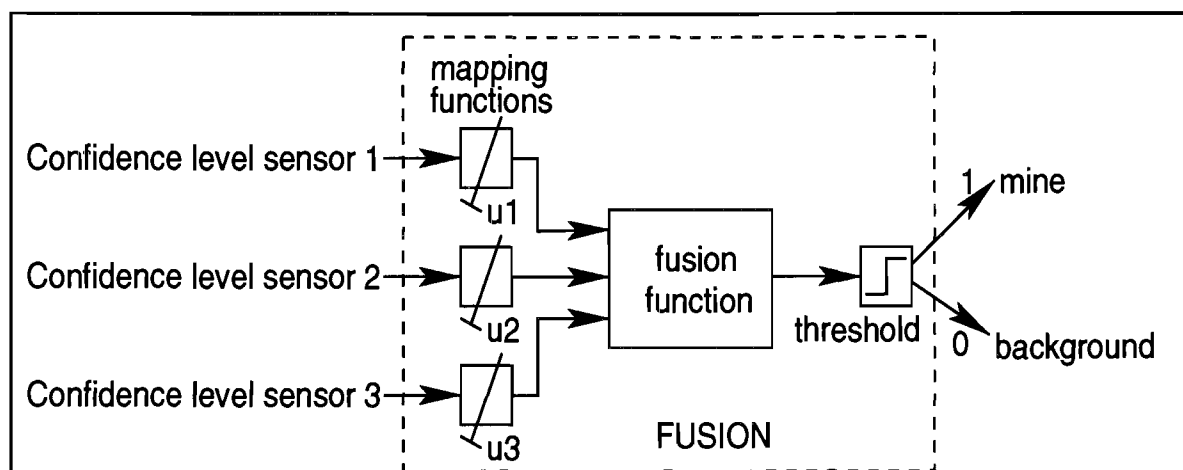 mapping
functions
Confidence level sensor 1
u1
Confidence level sensor 2
u2
Confidence level sensor 3
u3
fusion
function
threshold
1 mine
0 background
FUSION